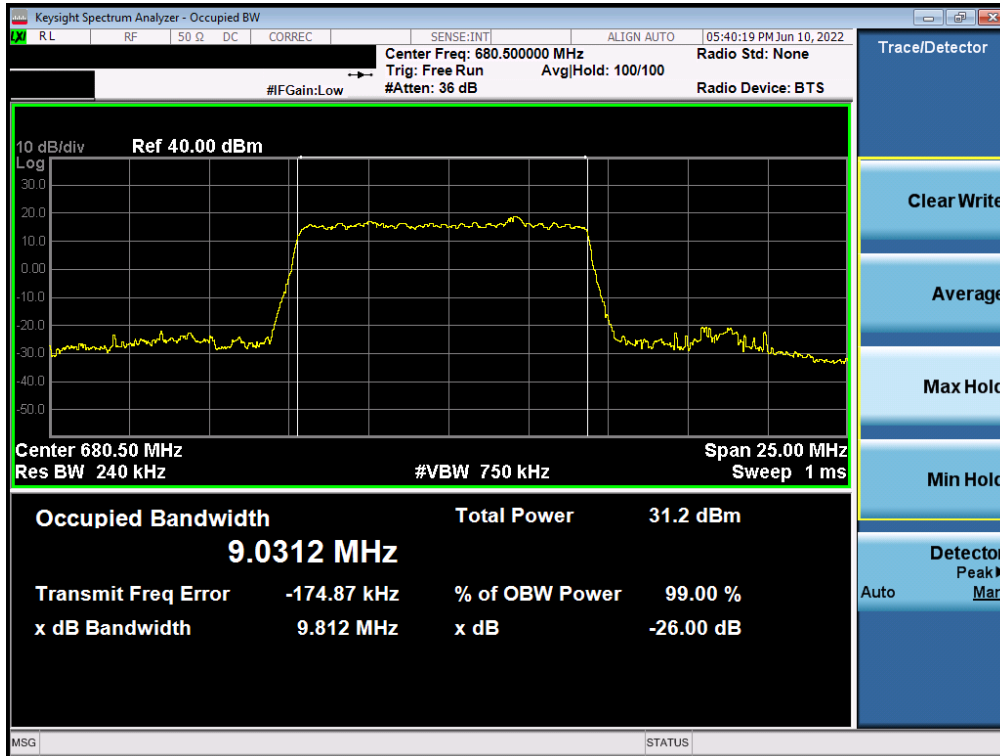 Keysight Spectrum Analyzer - Occupied BW
LXI RL RF 50 Ω DC CORREC SENSE:INT ALIGN AUTO 05:40:19 PM Jun 10, 2022
Center Freq: 680.500000 MHz Radio Std: None
Trig: Free Run Avg|Hold: 100/100
#IFGain:Low #Atten: 36 dB Radio Device: BTS
Trace/Detector
10 dB/div Ref 40.00 dBm
Log
30.0
20.0
10.0
0.00
-10.0
-20.0
-30.0
-40.0
-50.0
Center 680.50 MHz Span 25.00 MHz
Res BW 240 kHz #VBW 750 kHz Sweep 1 ms
Occupied Bandwidth Total Power 31.2 dBm
9.0312 MHz
Transmit Freq Error -174.87 kHz % of OBW Power 99.00 %
x dB Bandwidth 9.812 MHz x dB -26.00 dB
Clear Write
Average
Max Hold
Min Hold
Detector
Peak
Auto Man
MSG STATUS